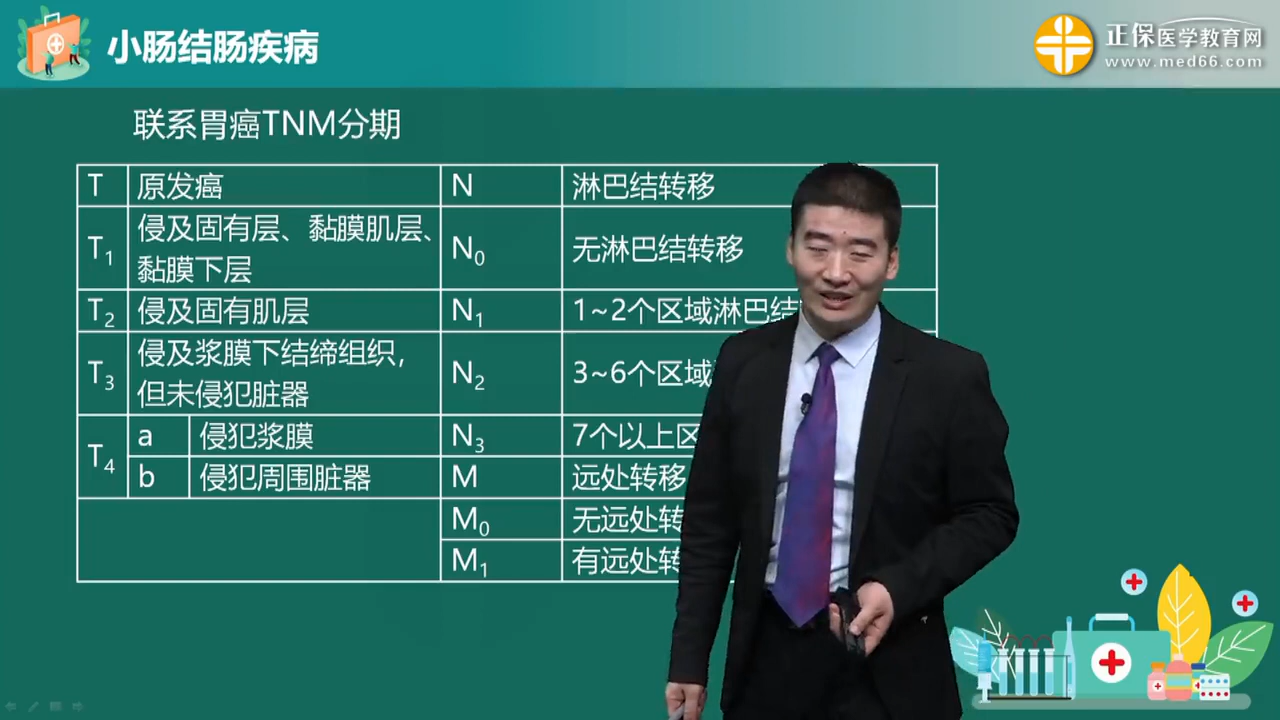 小肠结肠疾病
正保医学教育网
www.med66.com
联系胃癌TNM分期
T 原发癌 N 淋巴结转移
T1 侵及固有层、黏膜肌层、
黏膜下层 N0 无淋巴结转移
T2 侵及固有肌层 N1 1~2个区域淋巴结
T3 侵及浆膜下结缔组织,
但未侵犯脏器 N2 3~6个区域
T4 a 侵犯浆膜 N3 7个以上区
b 侵犯周围脏器 M 远处转移
M0 无远处转
M1 有远处转